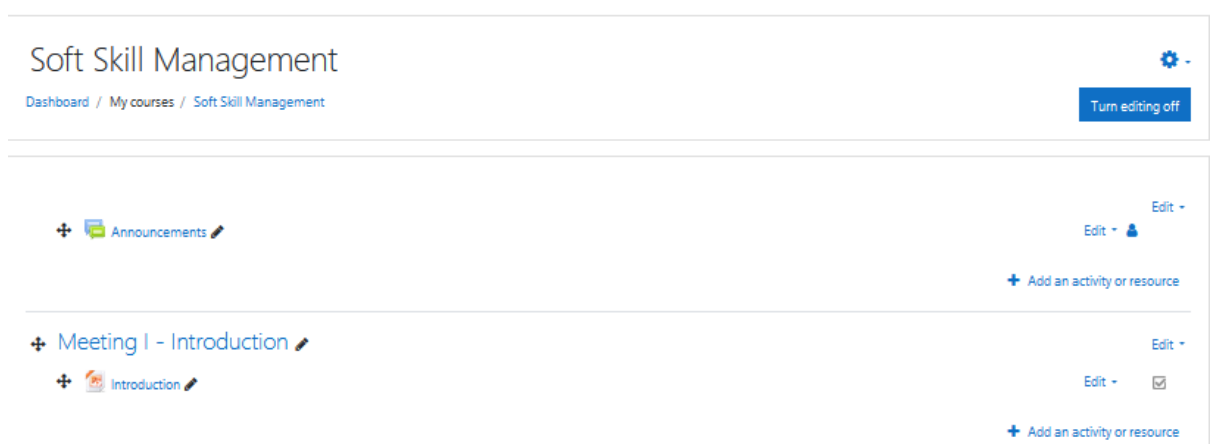 Soft Skill Management
Dashboard / My courses / Soft Skill Management
Turn editing off
Edit
Announcements
Edit
+ Add an activity or resource
Meeting I - Introduction
Edit
Introduction
Edit
+ Add an activity or resource